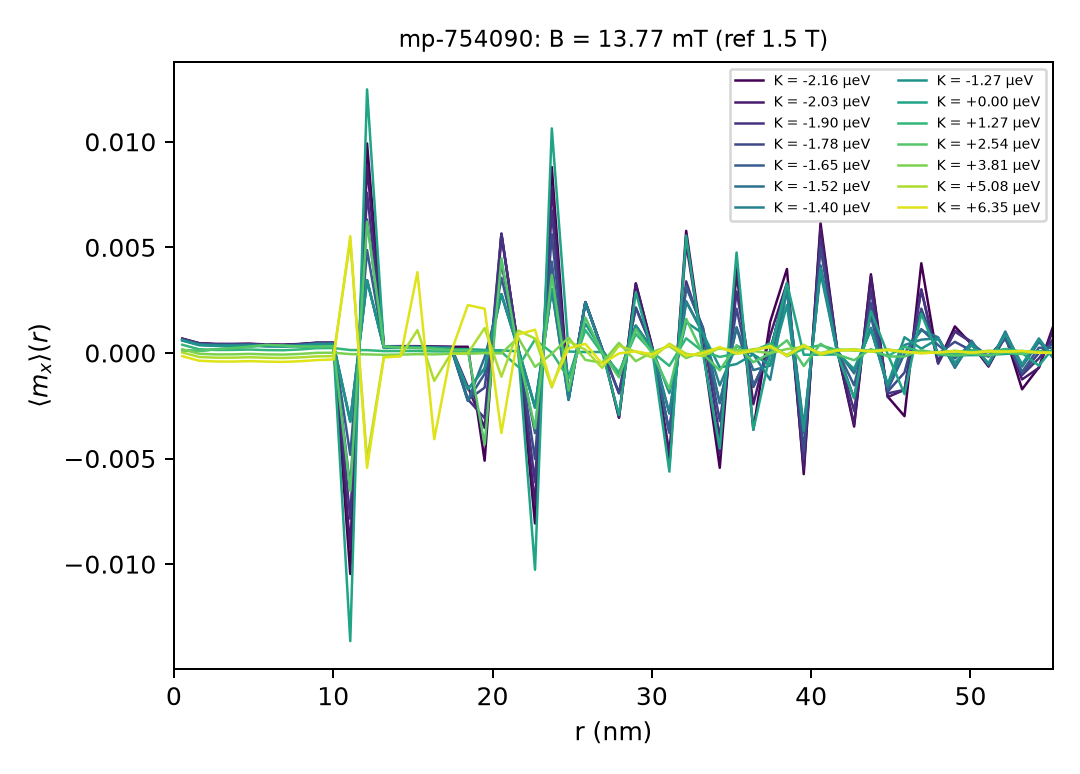 mp-754090: B = 13.77 mT (ref 1.5 T)
K = -2.16 µeV
K = -2.03 µeV
K = -1.90 µeV
K = -1.78 µeV
K = -1.65 µeV
K = -1.52 µeV
K = -1.40 µeV
K = -1.27 µeV
K = +0.00 µeV
K = +1.27 µeV
K = +2.54 µeV
K = +3.81 µeV
K = +5.08 µeV
K = +6.35 µeV
0.010
0.005
0.000
−0.005
−0.010
⟨mₓ⟩(r)
0 10 20 30 40 50
r (nm)